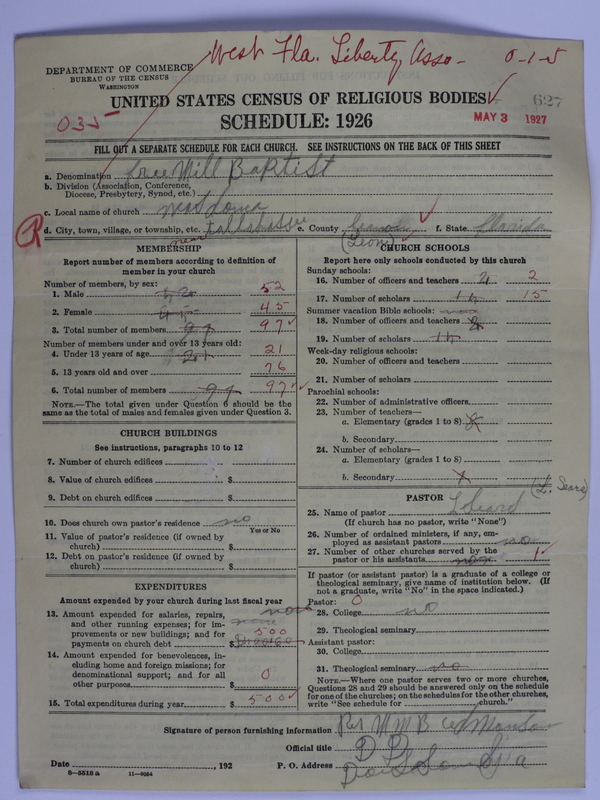 West Fla. Liberty Asso- 0-1-5
DEPARTMENT OF COMMERCE
BUREAU OF THE CENSUS
WASHINGTON
UNITED STATES CENSUS OF RELIGIOUS BODIES
627
035
SCHEDULE: 1926
MAY 3 1927
FILL OUT A SEPARATE SCHEDULE FOR EACH CHURCH. SEE INSTRUCTIONS ON THE BACK OF THIS SHEET
a. Denomination Mill Baptist
b. Division (Association, Conference, Diocese, Presbytery, Synod, etc.)
c. Local name of church
d. City, town, village, or township, etc. near Tallahassee e. County (Leon) f. State Florida
MEMBERSHIP
Report number of members according to definition of member in your church
Number of members, by sex:
1. Male 52
2. Female 45
3. Total number of members 97
Number of members under and over 13 years old:
4. Under 13 years of age 21
5. 13 years old and over 76
6. Total number of members 97
NOTE.—The total given under Question 6 should be the same as the total of males and females given under Question 3.
CHURCH BUILDINGS
See instructions, paragraphs 10 to 12
7. Number of church edifices
8. Value of church edifices $
9. Debt on church edifices $
10. Does church own pastor's residence no
Yes or No
11. Value of pastor's residence (if owned by church) $
12. Debt on pastor's residence (if owned by church) $
EXPENDITURES
Amount expended by your church during last fiscal year
13. Amount expended for salaries, repairs, and other running expenses; for improvements or new buildings; and for payments on church debt $ 500
14. Amount expended for benevolences, including home and foreign missions; for denominational support; and for all other purposes $ 0
15. Total expenditures during year $ 500
CHURCH SCHOOLS
Report here only schools conducted by this church
Sunday schools:
16. Number of officers and teachers 2
17. Number of scholars 15
Summer vacation Bible schools:
18. Number of officers and teachers
19. Number of scholars
Week-day religious schools:
20. Number of officers and teachers
21. Number of scholars
Parochial schools:
22. Number of administrative officers
23. Number of teachers—
a. Elementary (grades 1 to 8)
b. Secondary
24. Number of scholars—
a. Elementary (grades 1 to 8)
b. Secondary
PASTOR
(L. Sears)
25. Name of pastor
(If church has no pastor, write "None")
26. Number of ordained ministers, if any, employed as assistant pastors no
27. Number of other churches served by the pastor or his assistants 1
If pastor (or assistant pastor) is a graduate of a college or theological seminary, give name of institution below. (If not a graduate, write "No" in the space indicated.)
Pastor: 0
28. College no
29. Theological seminary
Assistant pastor:
30. College
31. Theological seminary no
NOTE.—Where one pastor serves two or more churches, Questions 28 and 29 should be answered only on the schedule for one of the churches; on the schedules for the other churches, write "See schedule for church."
Signature of person furnishing information
Official title D D
Date , 192 P. O. Address
8—5518 a 11—9054